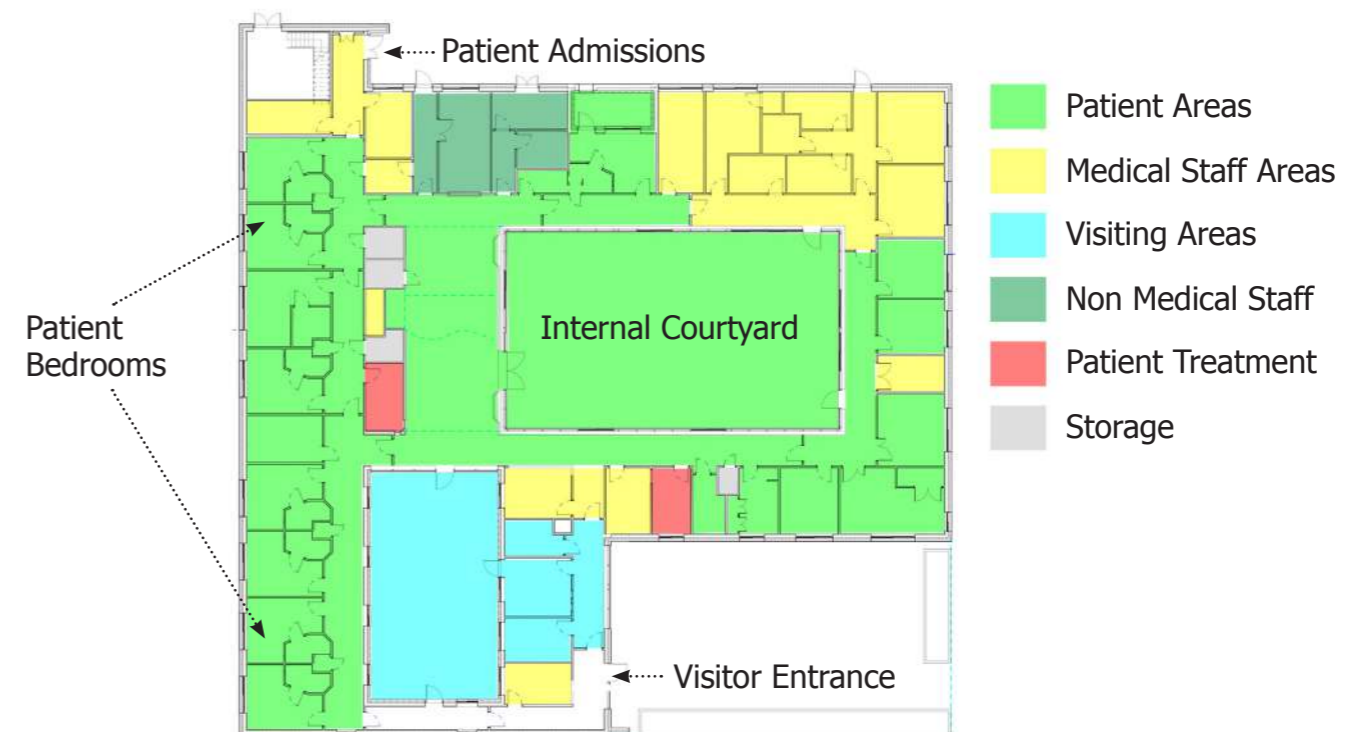 Patient Admissions
Patient Areas
Medical Staff Areas
Visiting Areas
Non Medical Staff
Patient Treatment
Storage
Internal Courtyard
Patient
Bedrooms
Visitor Entrance